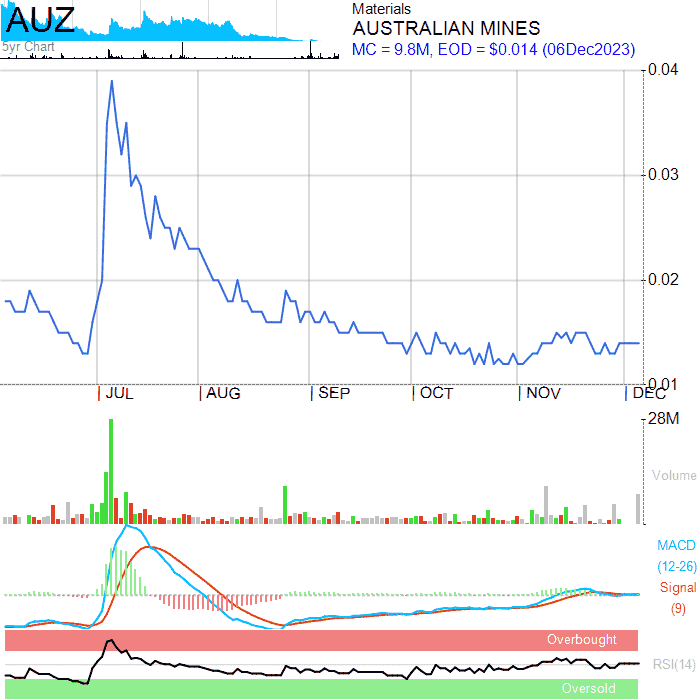 AUZ
5yr Chart
Materials
AUSTRALIAN MINES
MC = 9.8M, EOD = $0.014 (06Dec2023)
0.04
0.03
0.02
0.01
JUL AUG SEP OCT NOV DEC
28M
Volume
MACD
(12-26)
Signal
(9)
Overbought
RSI(14)
Oversold